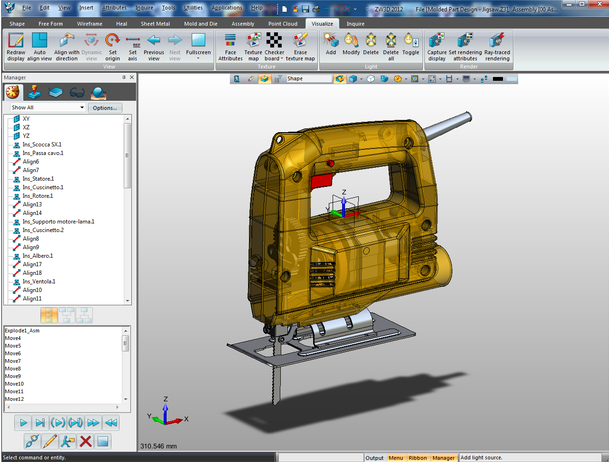 File Edit View Insert Attributes Inquire Tools Utilities Applications Window Help ZW3D 2012 File [Molded Part Design - Jigsaw.Z3]
Shape Free Form Wireframe Heal Sheet Metal Mold and Die Assembly Point Cloud Visualize Inquire
Redraw display Auto align view Align with direction Dynamic view Set origin Set axis Previous view Next view Fullscreen Face Attributes Texture map Checker board Erase texture map Add Modify Delete Delete all Toggle Capture display Set rendering attributes Ray-traced rendering
View Texture Light Render
Manager
Shape
Show All Options...
XY
XZ
YZ
Ins_Scocca SX.1
Ins_Passa cavo.1
Align6
Align7
Ins_Statore.1
Ins_Cuscinetto.1
Ins_Rotore.1
Align13
Align14
Ins_Supporto motore-lama.1
Ins_Cuscinetto.2
Align8
Align9
Ins_Albero.1
Align17
Align18
Ins_Ventola.1
Align10
Align11
Z
Y
Explode1_Asm
Move4
Move5
Move6
Move7
Move8
Move9
Move10
Move11
Move12
Z
Y
X
310.546 mm
Select command or entity. Output Menu Ribbon Manager Add light source.